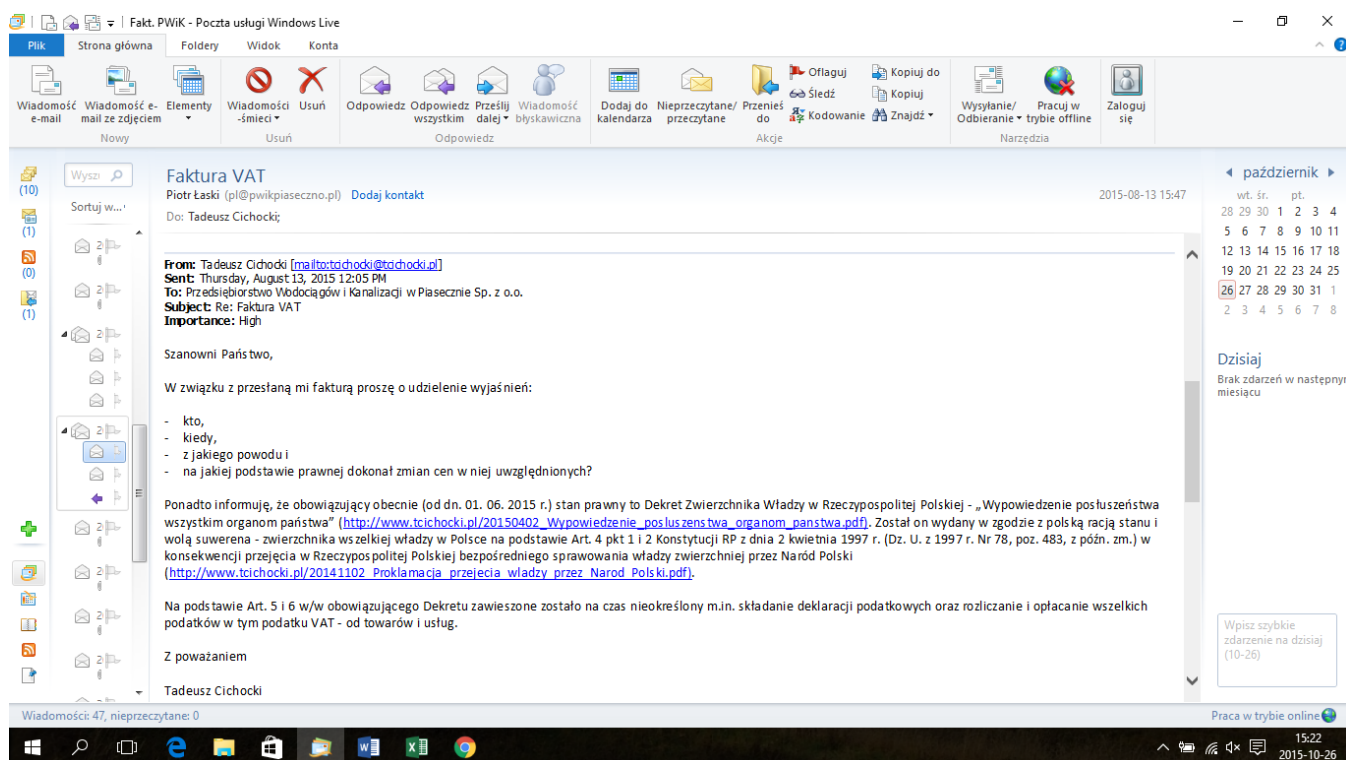 Fakt. PWiK - Poczta usługi Windows Live
Plik Strona główna Foldery Widok Konta
Wiadomość e-mail
Wiadomość e-mail ze zdjęciem
Elementy
Nowy
Wiadomości -śmieci
Usuń
Usuń
Odpowiedz
Odpowiedz wszystkim
Prześlij dalej
Wiadomość błyskawiczna
Odpowiedz
Dodaj do kalendarza
Nieprzeczytane/ przeczytane
Przenieś do
Oflaguj
Śledź
Kodowanie
Akcje
Kopiuj do
Kopiuj
Znajdź
Wysyłanie/ Odbieranie
Pracuj w trybie offline
Narzędzia
Zaloguj się
(10)
(1)
(0)
(1)
Wysz
Sortuj w...
Faktura VAT
Piotr Łaski (pl@pwikpiaseczno.pl) Dodaj kontakt 2015-08-13 15:47
Do: Tadeusz Cichocki;
From: Tadeusz Cichocki [mailto:tcichocki@tcichocki.pl]
Sent: Thursday, August 13, 2015 12:05 PM
To: Przedsiębiorstwo Wodociągów i Kanalizacji w Piasecznie Sp. z o.o.
Subject: Re: Faktura VAT
Importance: High
Szanowni Państwo,
W związku z przesłaną mi fakturą proszę o udzielenie wyjaśnień:
- kto,
- kiedy,
- z jakiego powodu i
- na jakiej podstawie prawnej dokonał zmian cen w niej uwzględnionych?
Ponadto informuję, że obowiązujący obecnie (od dn. 01. 06. 2015 r.) stan prawny to Dekret Zwierzchnika Władzy w Rzeczypospolitej Polskiej - „Wypowiedzenie posłuszeństwa
wszystkim organom państwa” (http://www.tcichocki.pl/20150402_Wypowiedzenie_posluszenstwa_organom_panstwa.pdf). Został on wydany w zgodzie z polską racją stanu i
wolą suwerena - zwierzchnika wszelkiej władzy w Polsce na podstawie Art. 4 pkt 1 i 2 Konstytucji RP z dnia 2 kwietnia 1997 r. (Dz. U. z 1997 r. Nr 78, poz. 483, z późn. zm.) w
konsekwencji przejęcia w Rzeczypospolitej Polskiej bezpośredniego sprawowania władzy zwierzchniej przez Naród Polski
(http://www.tcichocki.pl/20141102_Proklamacja_przejecia_wladzy_przez_Narod_Polski.pdf).
Na podstawie Art. 5 i 6 w/w obowiązującego Dekretu zawieszone zostało na czas nieokreślony m.in. składanie deklaracji podatkowych oraz rozliczanie i opłacanie wszelkich
podatków w tym podatku VAT - od towarów i usług.
Z poważaniem
Tadeusz Cichocki
październik
wt. śr. pt.
28 29 30 1 2 3 4
5 6 7 8 9 10 11
12 13 14 15 16 17 18
19 20 21 22 23 24 25
26 27 28 29 30 31 1
2 3 4 5 6 7 8
Dzisiaj
Brak zdarzeń w następnym
miesiącu
Wpisz szybkie
zdarzenie na dzisiaj
(10-26)
Wiadomości: 47, nieprzeczytane: 0
Praca w trybie online
15:22
2015-10-26